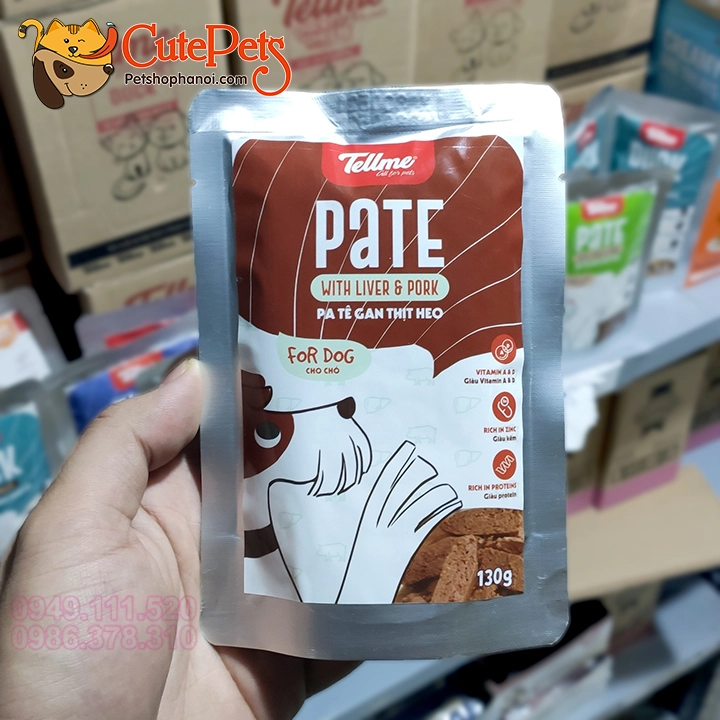 CutePets
Petshophanoi.com
Tellme
all for pets
PaTE
WITH LIVER & PORK
PA TÊ GAN THỊT HEO
FOR DOG
CHO CHÓ
VITAMIN A & D
Giàu Vitamin A & D
RICH IN ZINC
Giàu kẽm
RICH IN PROTEINS
Giàu protein
130g
0949.111.520
0986.378.310
Tellme
PaTE